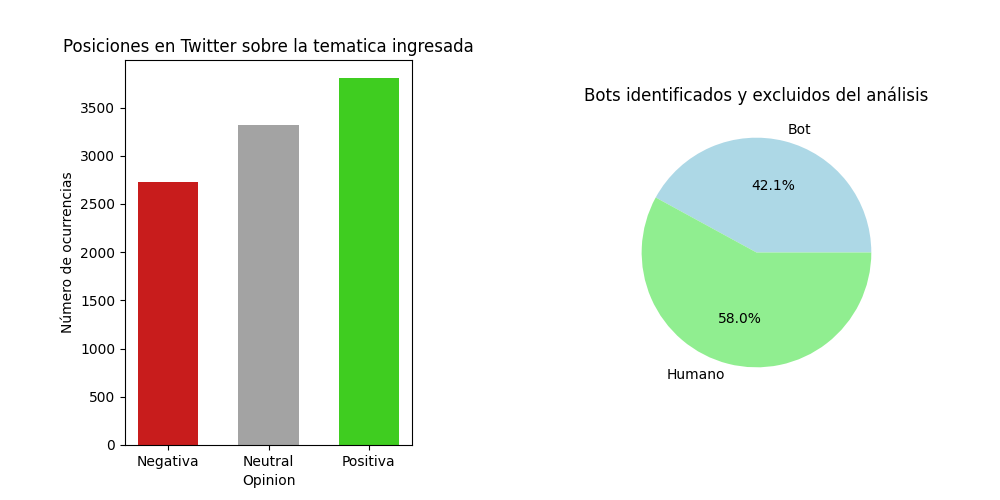 Posiciones en Twitter sobre la tematica ingresada
Número de ocurrencias
3500
3000
2500
2000
1500
1000
500
0
Negativa
Neutral
Positiva
Opinion
Bots identificados y excluidos del análisis
Bot
42.1%
58.0%
Humano